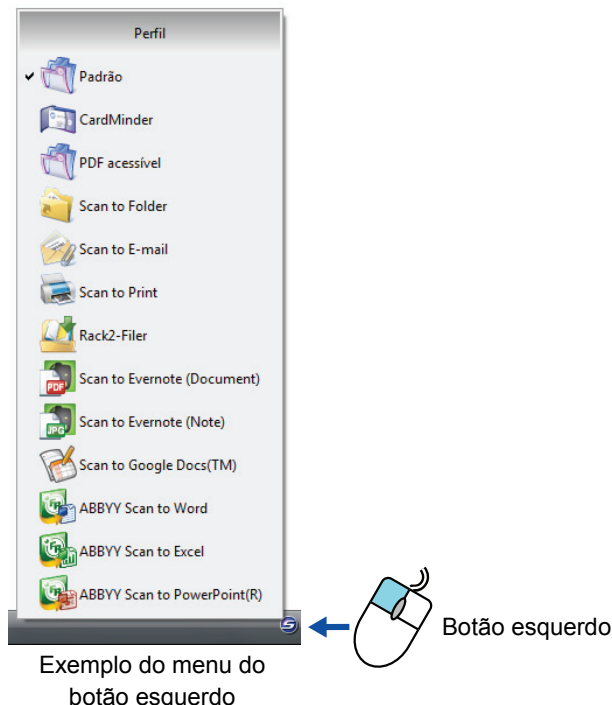 Perfil
Padrão
CardMinder
PDF acessível
Scan to Folder
Scan to E-mail
Scan to Print
Rack2-Filer
PDF
Scan to Evernote (Document)
JPG
Scan to Evernote (Note)
Scan to Google Docs(TM)
ABBYY Scan to Word
ABBYY Scan to Excel
ABBYY Scan to PowerPoint(R)
Botão esquerdo
Exemplo do menu do
botão esquerdo